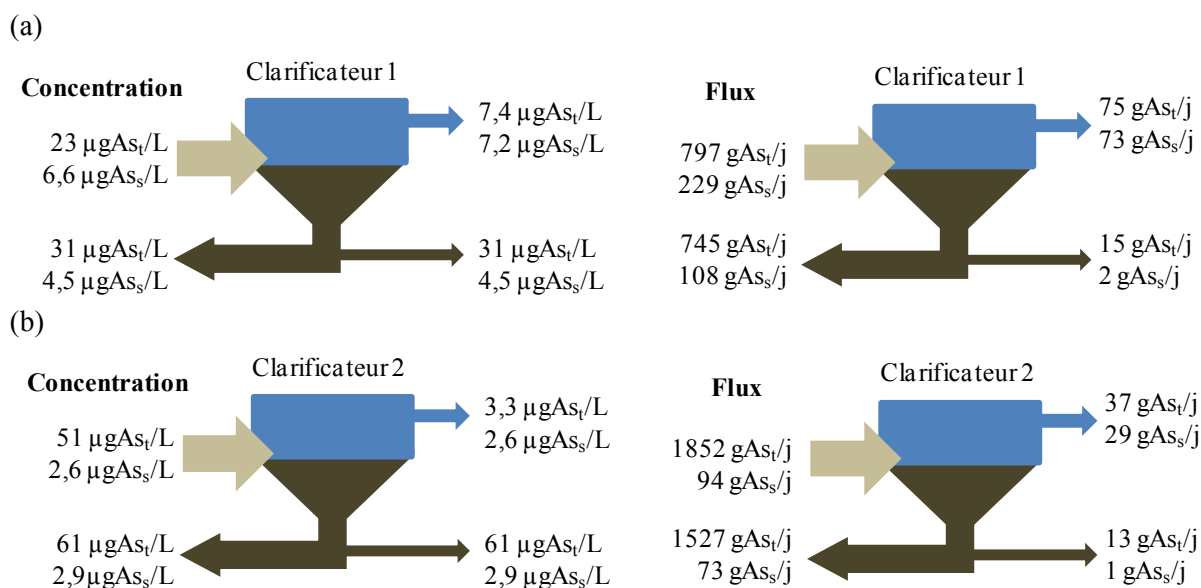 (a)
Clarificateur 1
Concentration
23 µgAst/L
6,6 µgAss/L
7,4 µgAst/L
7,2 µgAss/L
31 µgAst/L
4,5 µgAss/L
31 µgAst/L
4,5 µgAss/L
Clarificateur 1
Flux
797 gAst/j
229 gAss/j
75 gAst/j
73 gAss/j
745 gAst/j
108 gAss/j
15 gAst/j
2 gAss/j
(b)
Clarificateur 2
Concentration
51 µgAst/L
2,6 µgAss/L
3,3 µgAst/L
2,6 µgAss/L
61 µgAst/L
2,9µgAss/L
61 µgAst/L
2,9 µgAss/L
Clarificateur 2
Flux
1852 gAst/j
94 gAss/j
37 gAst/j
29 gAss/j
1527 gAst/j
73 gAss/j
13 gAst/j
1 gAss/j